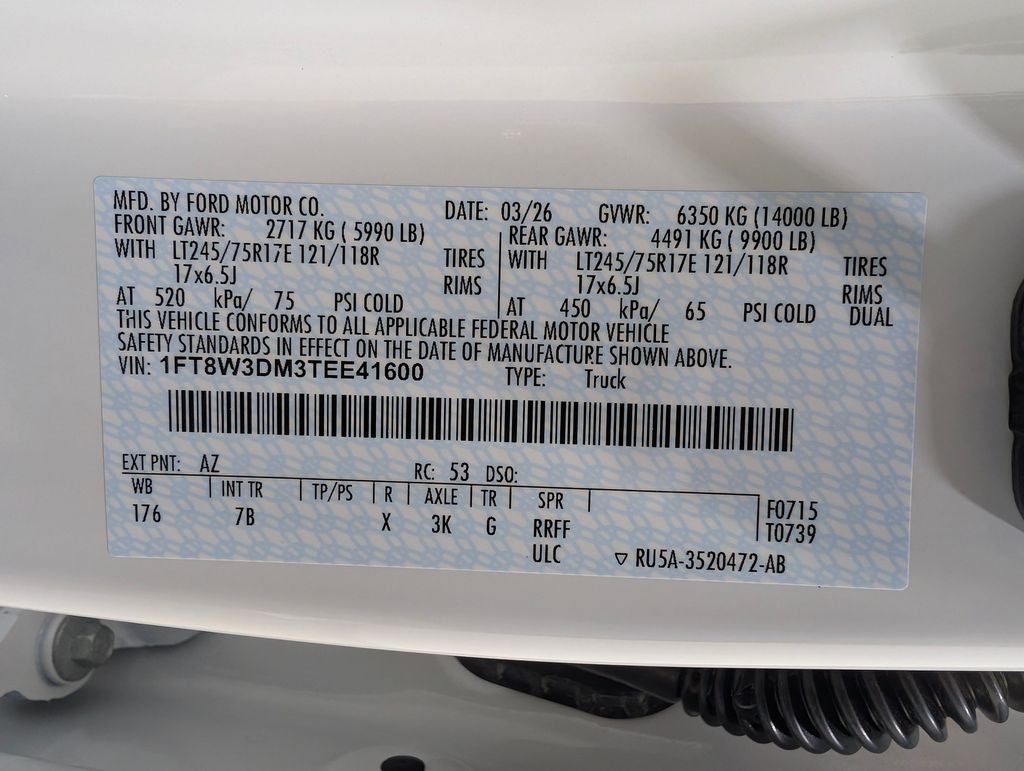 MFD. BY FORD MOTOR CO. DATE: 03/26 GVWR: 6350 KG (14000 LB)
FRONT GAWR: 2717 KG ( 5990 LB) REAR GAWR: 4491 KG ( 9900 LB)
WITH LT245/75R17E 121/118R TIRES WITH LT245/75R17E 121/118R TIRES
17x6.5J RIMS 17x6.5J RIMS
AT 520 kPa/ 75 PSI COLD AT 450 kPa/ 65 PSI COLD DUAL
THIS VEHICLE CONFORMS TO ALL APPLICABLE FEDERAL MOTOR VEHICLE
SAFETY STANDARDS IN EFFECT ON THE DATE OF MANUFACTURE SHOWN ABOVE.
VIN: 1FT8W3DM3TEE41600 TYPE: Truck
EXT PNT: AZ RC: 53 DSO:
WB INT TR TP/PS R AXLE TR SPR F0715
176 7B X 3K G RRFF T0739
ULC ▽ RU5A-3520472-AB